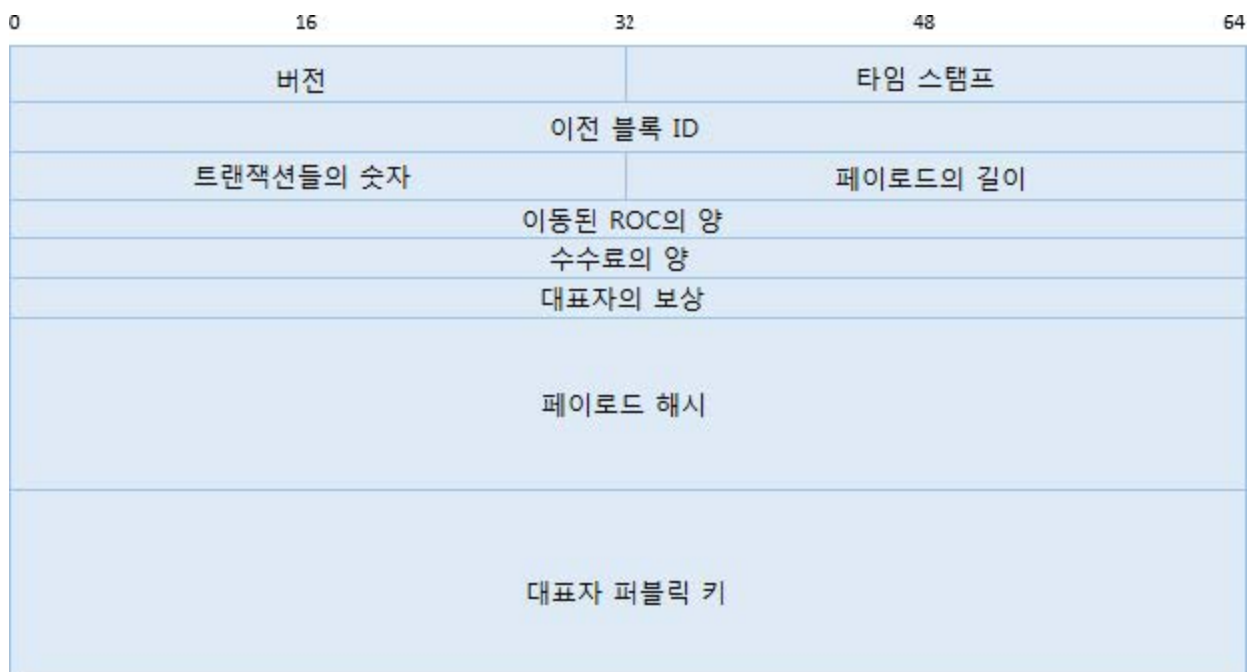 0 16 32 48 64
버전 타임 스탬프
이전 블록 ID
트랜잭션들의 숫자 페이로드의 길이
이동된 ROC의 양
수수료의 양
대표자의 보상
페이로드 해시
대표자 퍼블릭 키